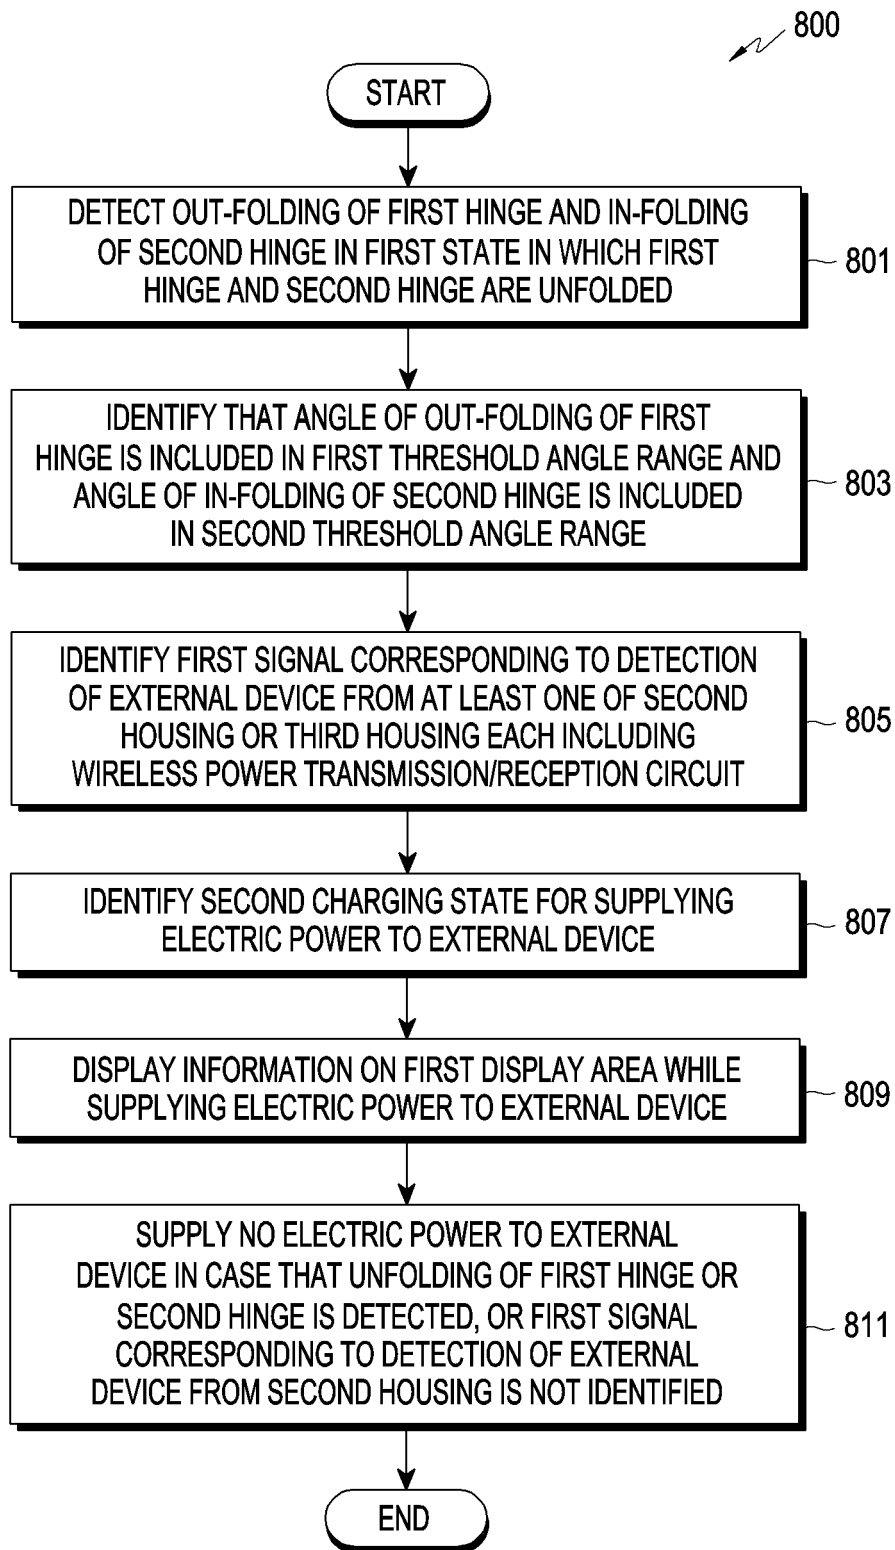 800
START
DETECT OUT-FOLDING OF FIRST HINGE AND IN-FOLDING
OF SECOND HINGE IN FIRST STATE IN WHICH FIRST
HINGE AND SECOND HINGE ARE UNFOLDED
801
IDENTIFY THAT ANGLE OF OUT-FOLDING OF FIRST
HINGE IS INCLUDED IN FIRST THRESHOLD ANGLE RANGE AND
ANGLE OF IN-FOLDING OF SECOND HINGE IS INCLUDED
IN SECOND THRESHOLD ANGLE RANGE
803
IDENTIFY FIRST SIGNAL CORRESPONDING TO DETECTION
OF EXTERNAL DEVICE FROM AT LEAST ONE OF SECOND
HOUSING OR THIRD HOUSING EACH INCLUDING
WIRELESS POWER TRANSMISSION/RECEPTION CIRCUIT
805
IDENTIFY SECOND CHARGING STATE FOR SUPPLYING
ELECTRIC POWER TO EXTERNAL DEVICE
807
DISPLAY INFORMATION ON FIRST DISPLAY AREA WHILE
SUPPLYING ELECTRIC POWER TO EXTERNAL DEVICE
809
SUPPLY NO ELECTRIC POWER TO EXTERNAL
DEVICE IN CASE THAT UNFOLDING OF FIRST HINGE OR
SECOND HINGE IS DETECTED, OR FIRST SIGNAL
CORRESPONDING TO DETECTION OF EXTERNAL
DEVICE FROM SECOND HOUSING IS NOT IDENTIFIED
811
END